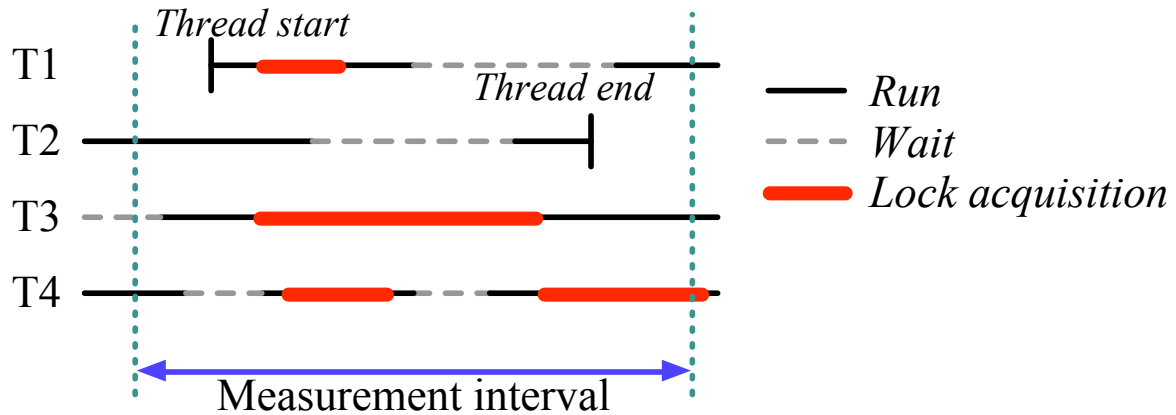 Thread start
T1
Thread end
Run
T2
Wait
T3
Lock acquisition
T4
Measurement interval